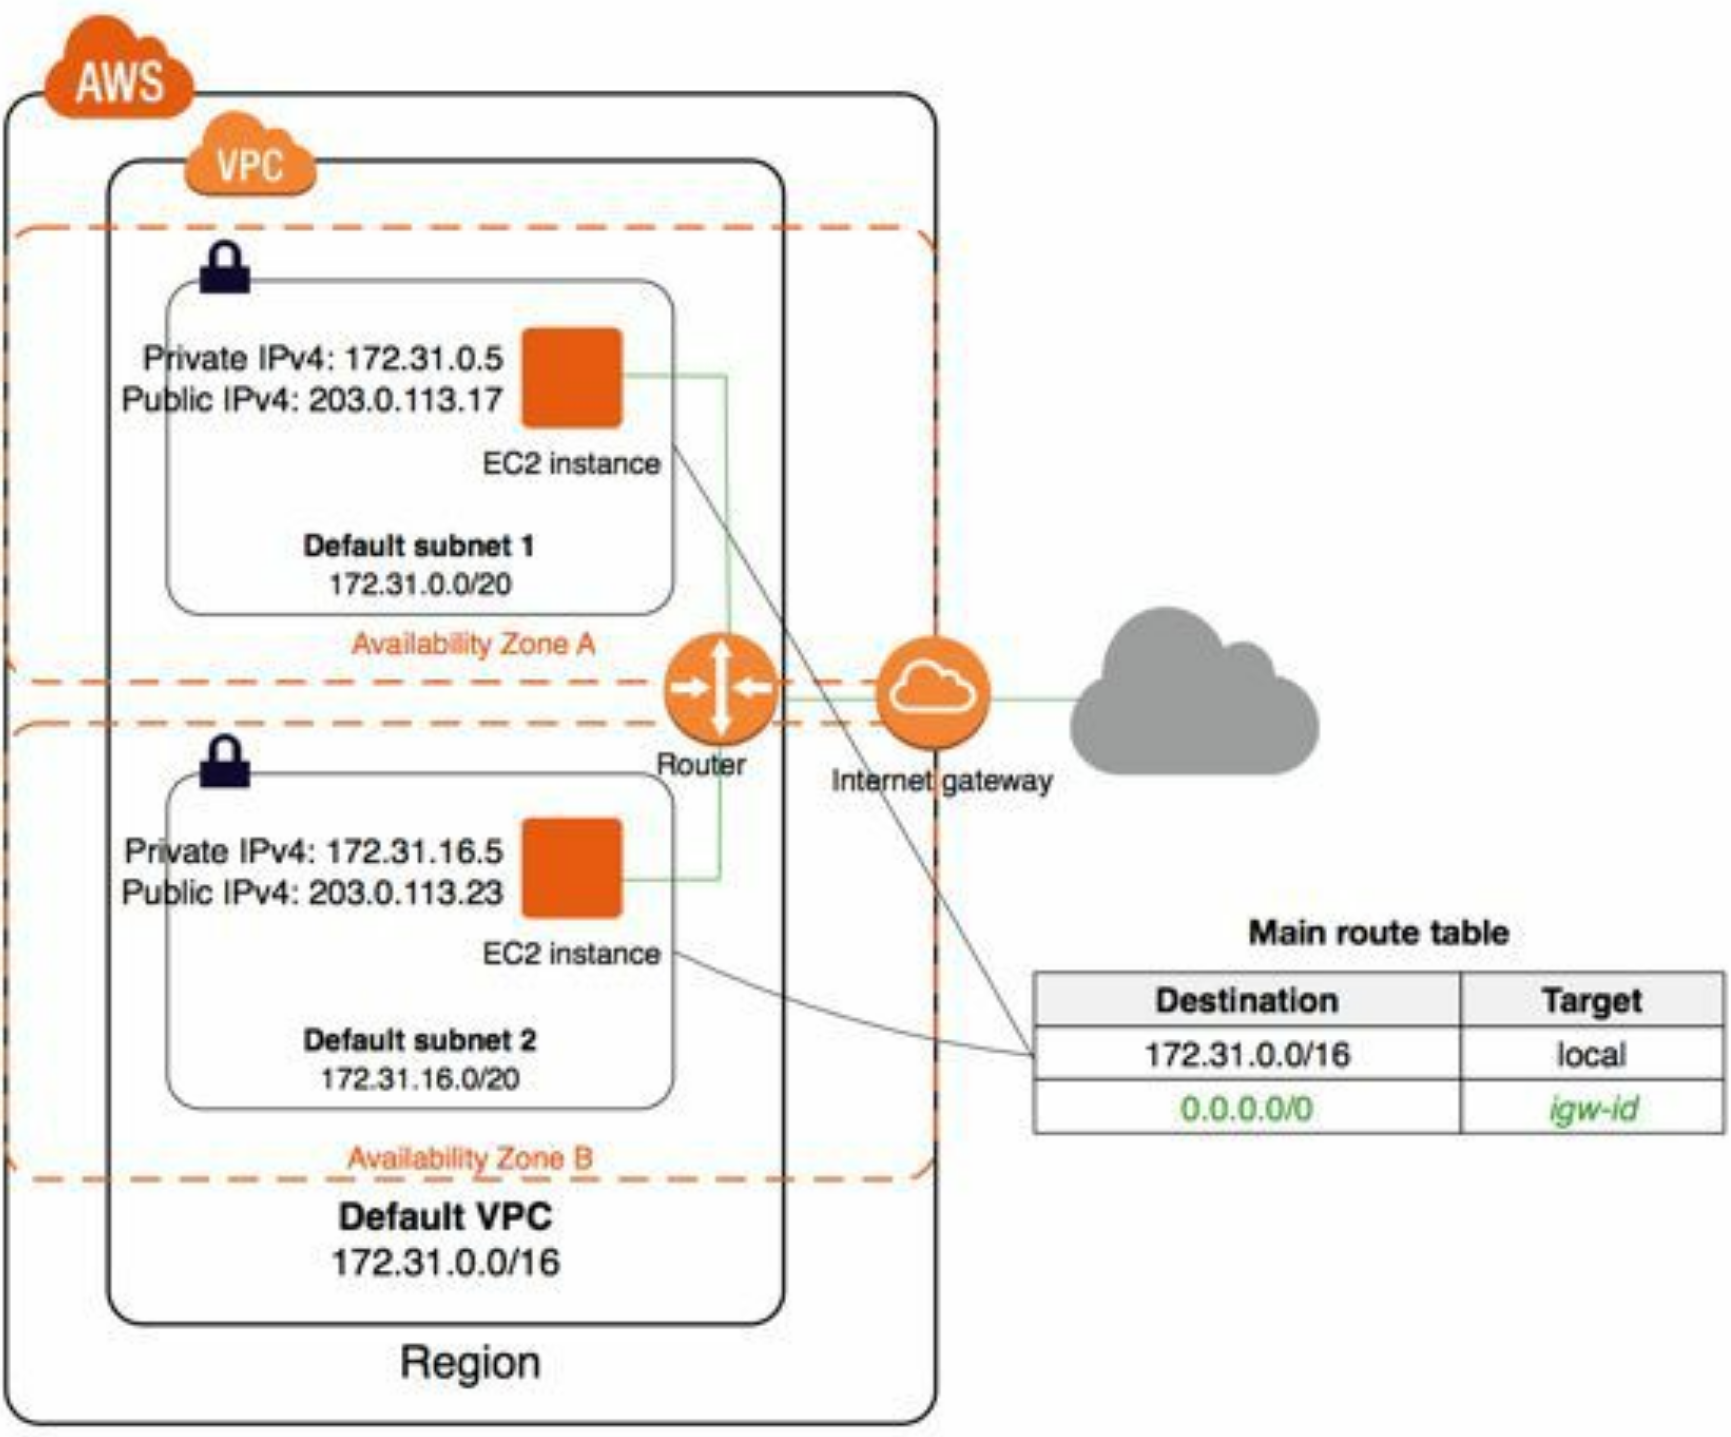 AWS
VPC
Private IPv4: 172.31.0.5
Public IPv4: 203.0.113.17
EC2 instance
Default subnet 1
172.31.0.0/20
Availability Zone A
Router
Internet gateway
Private IPv4: 172.31.16.5
Public IPv4: 203.0.113.23
EC2 instance
Default subnet 2
172.31.16.0/20
Availability Zone B
Default VPC
172.31.0.0/16
Region
Main route table
Destination Target
172.31.0.0/16 local
0.0.0.0/0 igw-id